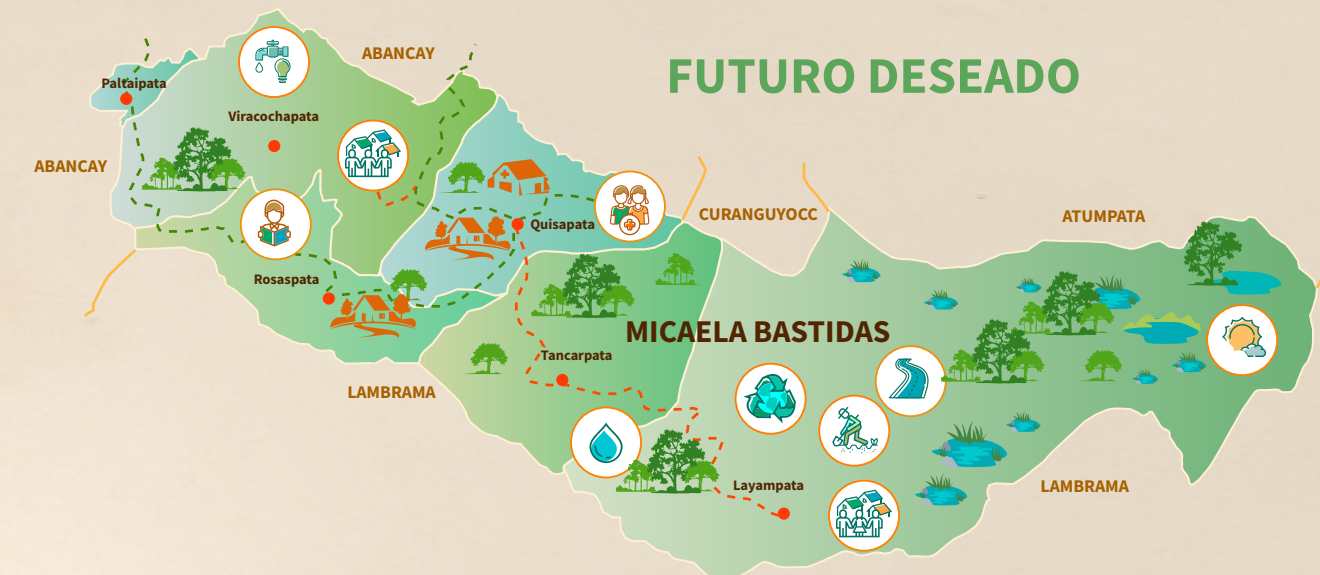 ABANCAY
FUTURO DESEADO
Paltaipata
Viracochapata
ABANCAY
CURANGUYOCC
ATUMPATA
Quisapata
Rosaspata
MICAELA BASTIDAS
Tancarpata
LAMBRAMA
Layampata
LAMBRAMA